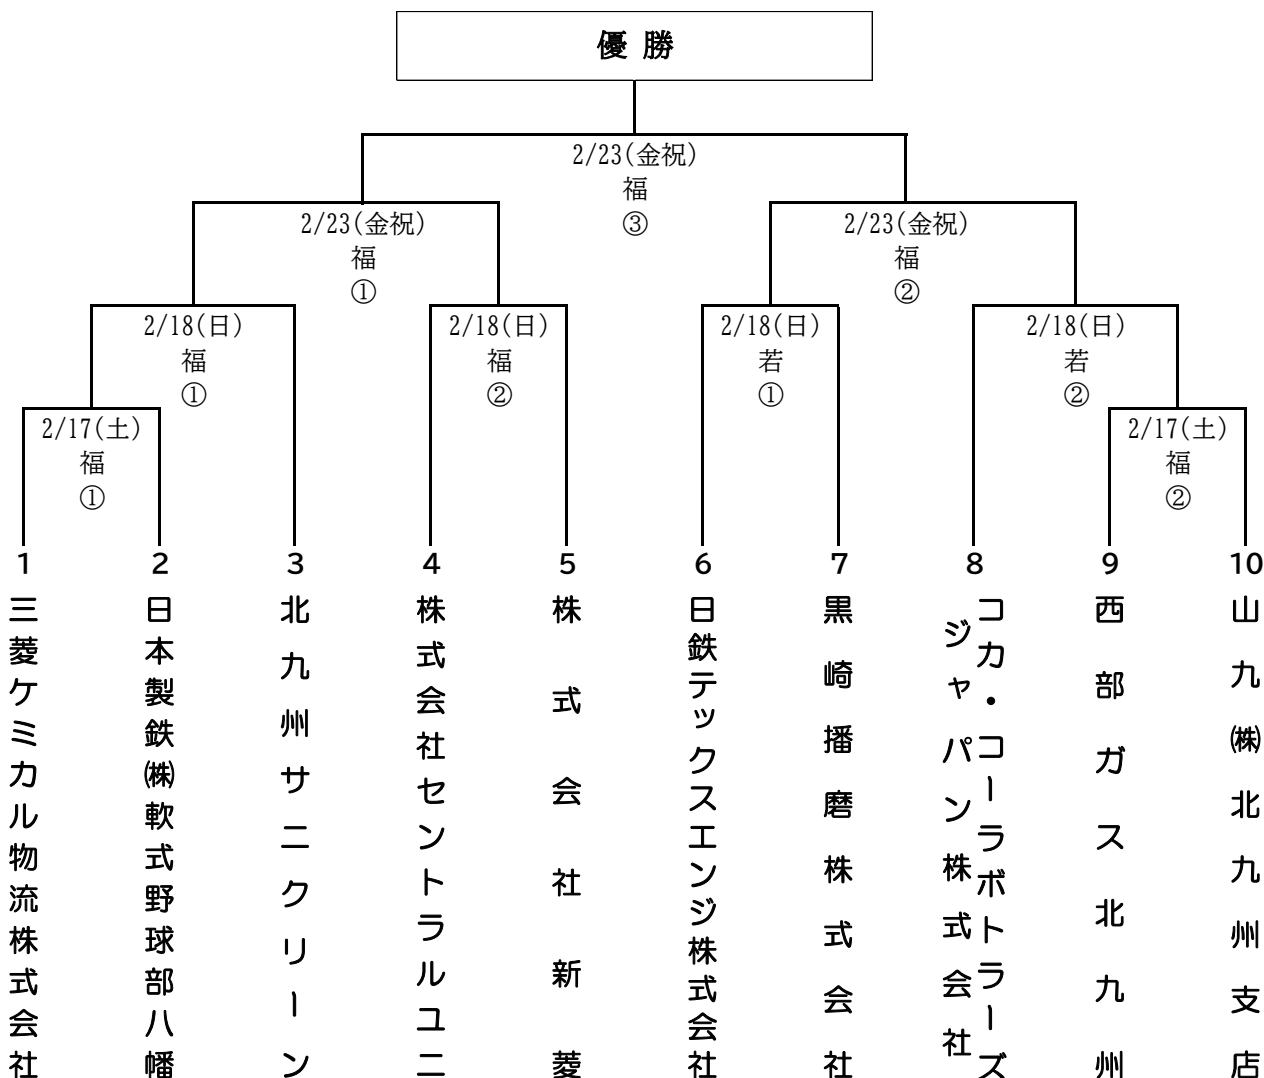 優 勝
2/23(金祝)
福
③
2/23(金祝)
福
①
2/23(金祝)
福
②
2/18(日)
福
①
2/18(日)
福
②
2/18(日)
若
①
2/18(日)
若
②
2/17(土)
福
①
2/17(土)
福
②
1
三菱ケミカル物流株式会社
2
日本製鉄㈱軟式野球部八幡
3
北九州サニクリーン
4
株式会社セントラルユニ
5
株式会社新菱
6
日鉄テックスエンジ株式会社
7
黒崎播磨株式会社
8
コカ・コーラボトラーズ
ジャパン株式会社
9
西部ガス北九州
10
山九㈱北九州支店